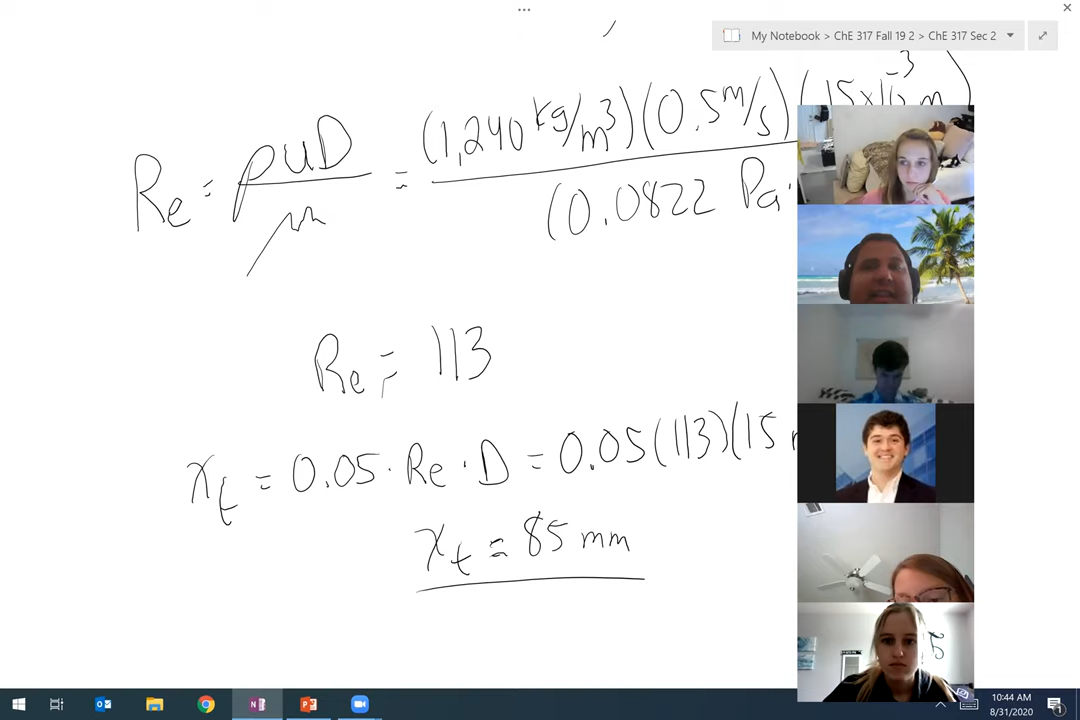 My Notebook > ChE 317 Fall 19 2 > ChE 317 Sec 2
Re = ρuD/μ = (1,240 kg/m³)(0.5 m/s)(15×10⁻³ m)
(0.0822 Pa·
Re = 113
xₜ = 0.05 · Re · D = 0.05(113)(15
xₜ = 85 mm
10:44 AM
8/31/2020